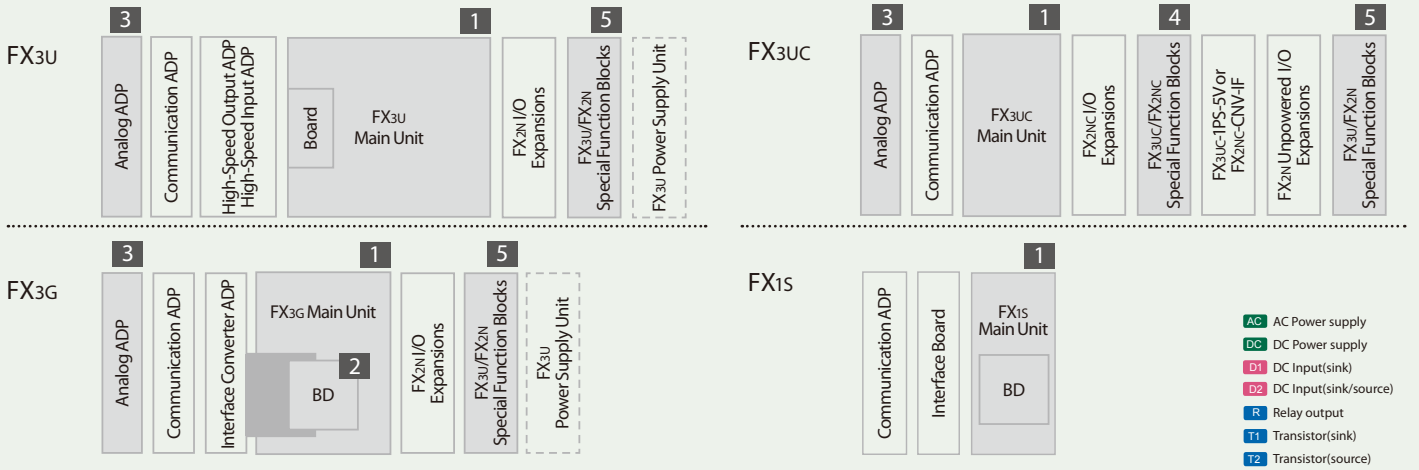 FX3U
3
1
5
Analog ADP
Communication ADP
High-Speed Output ADP
High-Speed Input ADP
Board
FX3U
Main Unit
FX2N I/O
Expansions
FX3U/FX2N
Special Function Blocks
FX3U Power Supply Unit
FX3UC
3
1
4
5
Analog ADP
Communication ADP
FX3UC
Main Unit
FX2NC I/O
Expansions
FX3UC/FX2NC
Special Function Blocks
FX3UC-1PS-5V or
FX2NC-CNV-IF
FX2N Unpowered I/O
Expansions
FX3U/FX2N
Special Function Blocks
FX3G
3
1
5
Analog ADP
Communication ADP
Interface Converter ADP
FX3G Main Unit
2
BD
FX2N I/O
Expansions
FX3U/FX2N
Special Function Blocks
FX3U
Power Supply Unit
FX1S
1
Communication ADP
Interface Board
FX1S
Main Unit
BD
AC AC Power supply
DC DC Power supply
D1 DC Input(sink)
D2 DC Input(sink/source)
R Relay output
T1 Transistor(sink)
T2 Transistor(source)